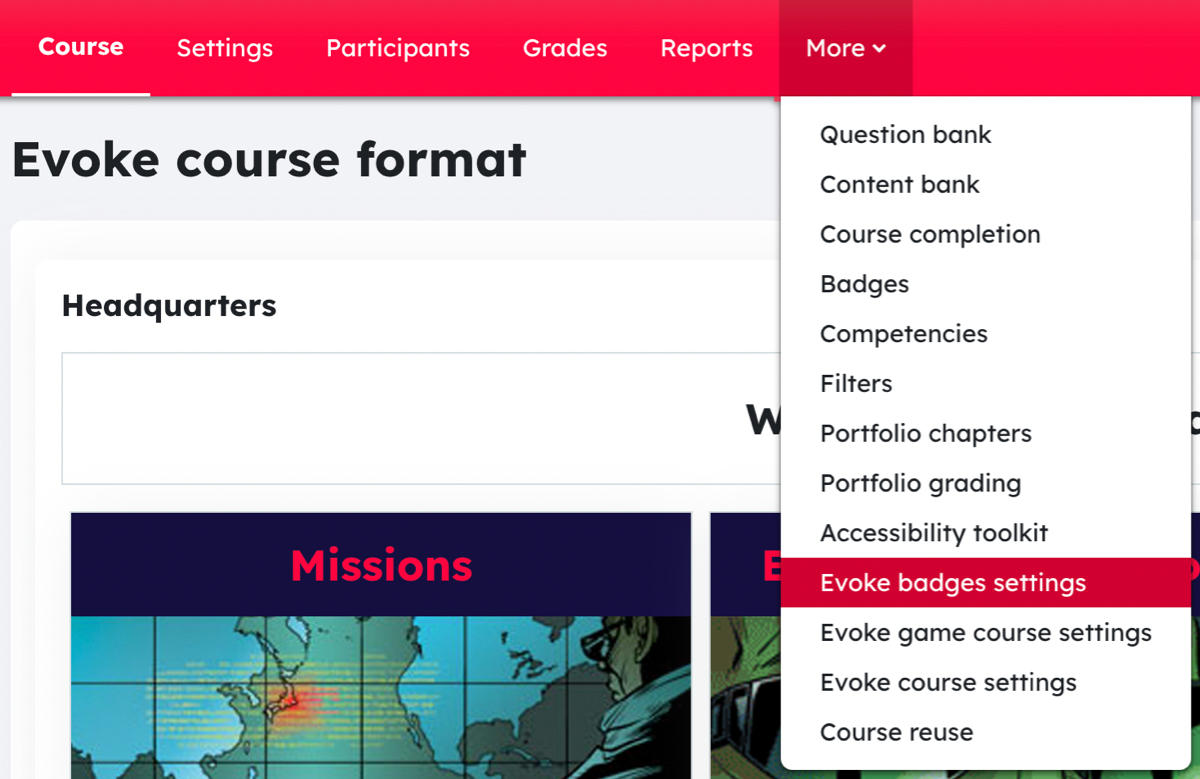 Course Settings Participants Grades Reports More
Evoke course format
Headquarters
Missions
Question bank
Content bank
Course completion
Badges
Competencies
Filters
Portfolio chapters
Portfolio grading
Accessibility toolkit
Evoke badges settings
Evoke game course settings
Evoke course settings
Course reuse